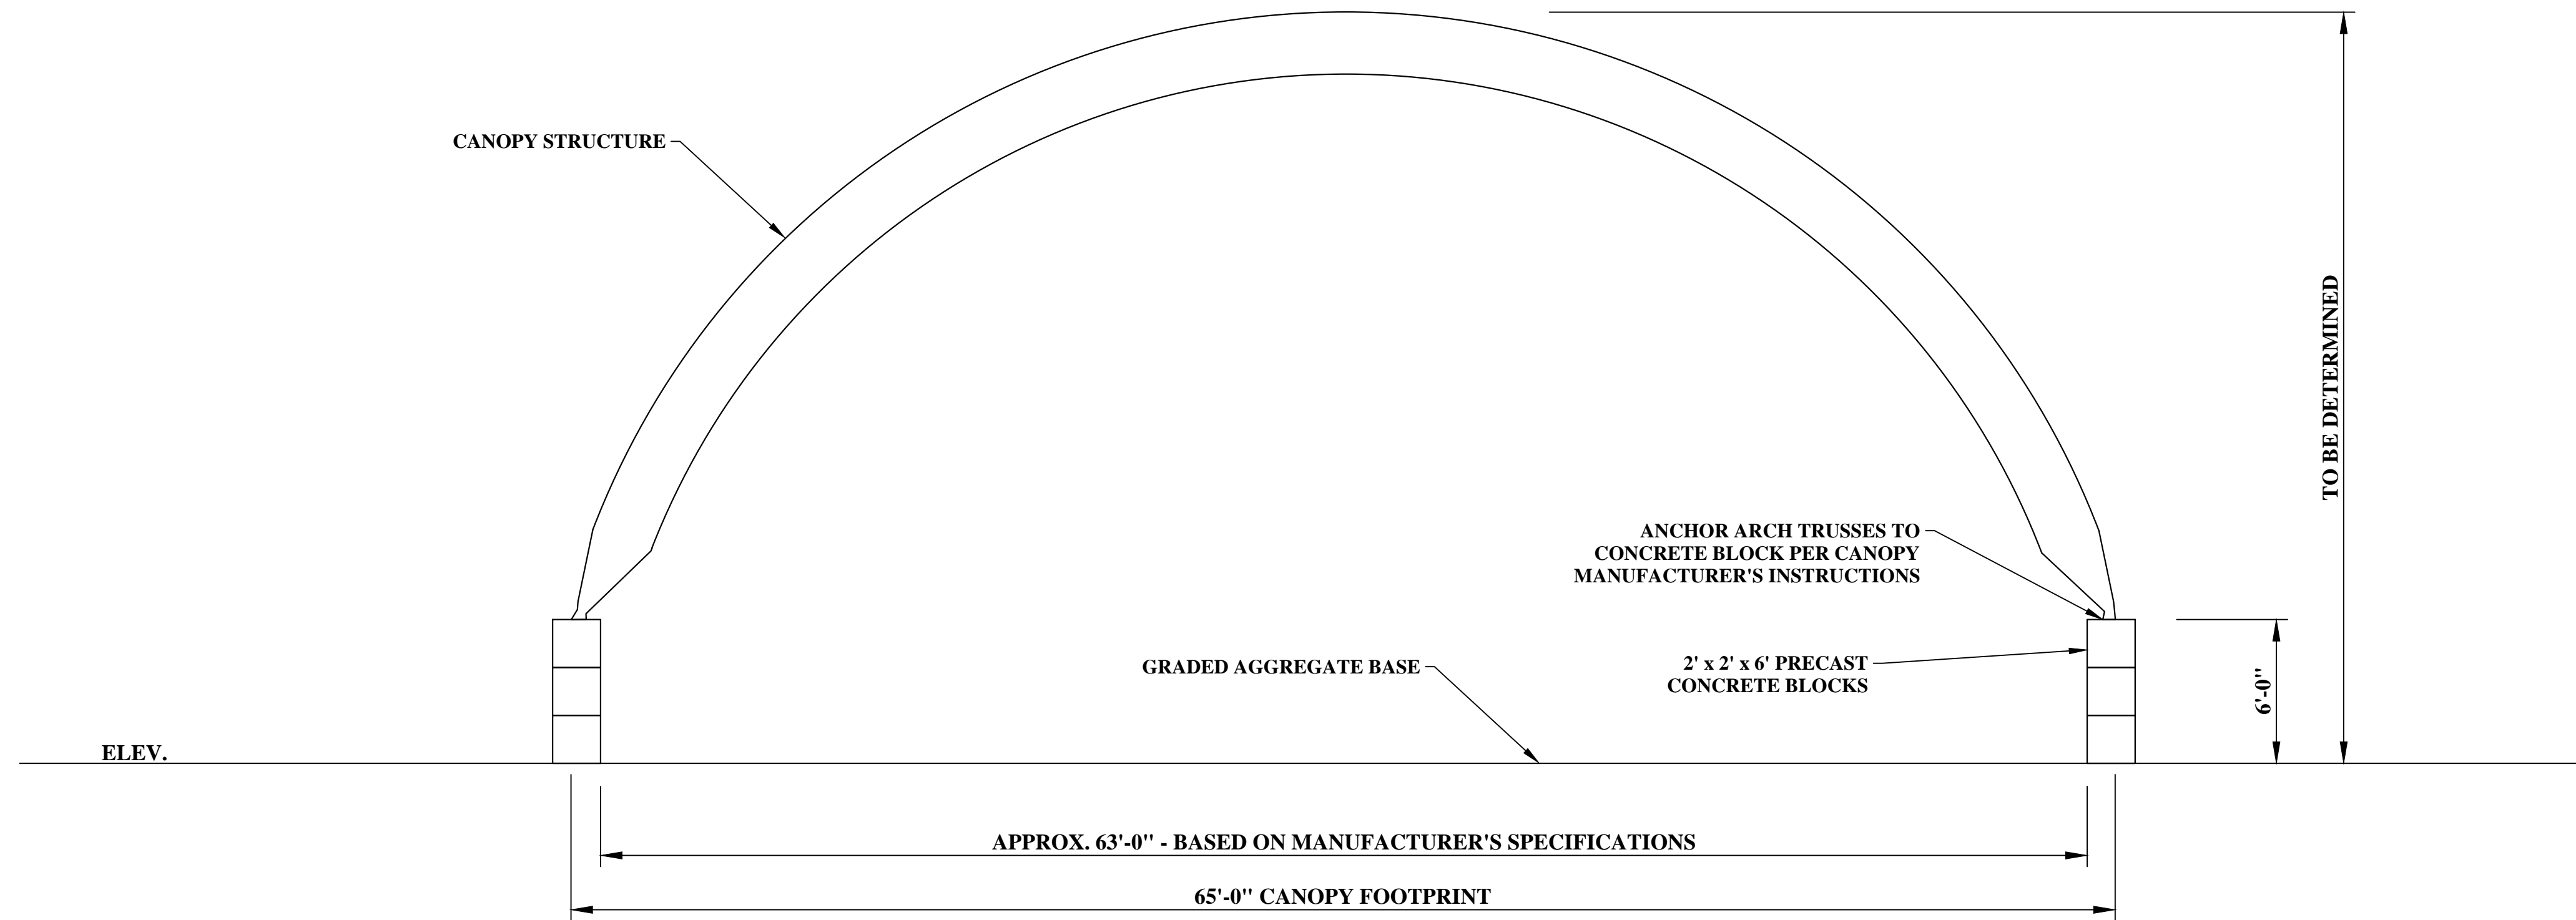 CANOPY STRUCTURE
TO BE DETERMINED
ANCHOR ARCH TRUSSES TO
CONCRETE BLOCK PER CANOPY
MANUFACTURER'S INSTRUCTIONS
GRADED AGGREGATE BASE
2' x 2' x 6' PRECAST
CONCRETE BLOCKS
6'-0"
ELEV.
APPROX. 63'-0" - BASED ON MANUFACTURER'S SPECIFICATIONS
65'-0" CANOPY FOOTPRINT